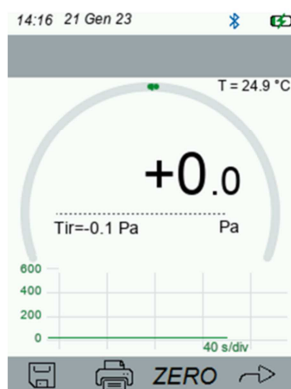 14:16 21 Gen 23
T = 24.9 °C
+0.0
Tir=-0.1 Pa Pa
600
400
200
0
40 s/div
ZERO